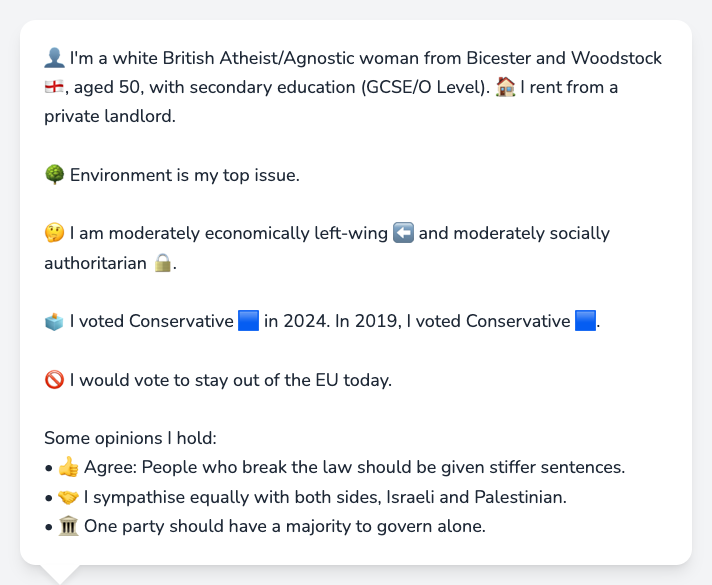 👤 I'm a white British Atheist/Agnostic woman from Bicester and Woodstock
🏴󠁧󠁢󠁥󠁮󠁧󠁿, aged 50, with secondary education (GCSE/O Level). 🏠 I rent from a
private landlord.
🌳 Environment is my top issue.
🤔 I am moderately economically left-wing ⬅️ and moderately socially
authoritarian 🔒.
🗳️ I voted Conservative 🟦 in 2024. In 2019, I voted Conservative 🟦.
🚫 I would vote to stay out of the EU today.
Some opinions I hold:
• 👍 Agree: People who break the law should be given stiffer sentences.
• 🤝 I sympathise equally with both sides, Israeli and Palestinian.
• 🏛️ One party should have a majority to govern alone.